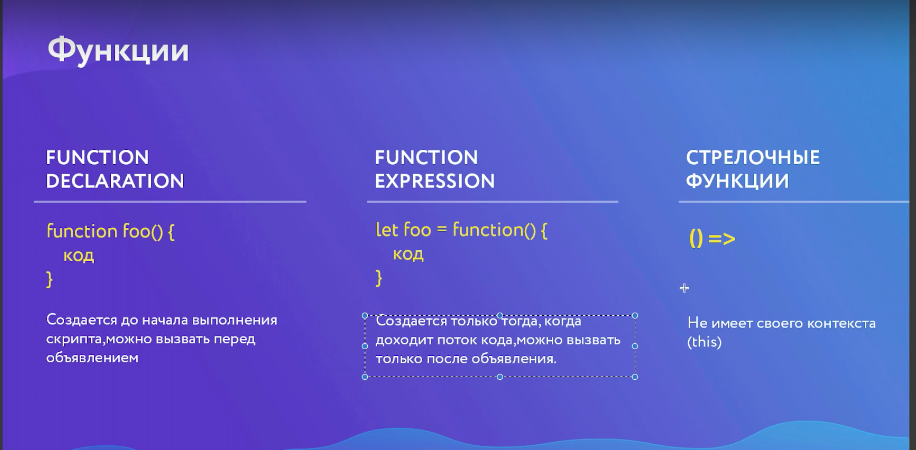 Функции
FUNCTION
DECLARATION
function foo() {
код
}
Создается до начала выполнения
скрипта,можно вызвать перед
объявлением
FUNCTION
EXPRESSION
let foo = function() {
код
}
Создается только тогда, когда
доходит поток кода,можно вызвать
только после объявления.
СТРЕЛОЧНЫЕ
ФУНКЦИИ
() =>
Не имеет своего контекста
(this)